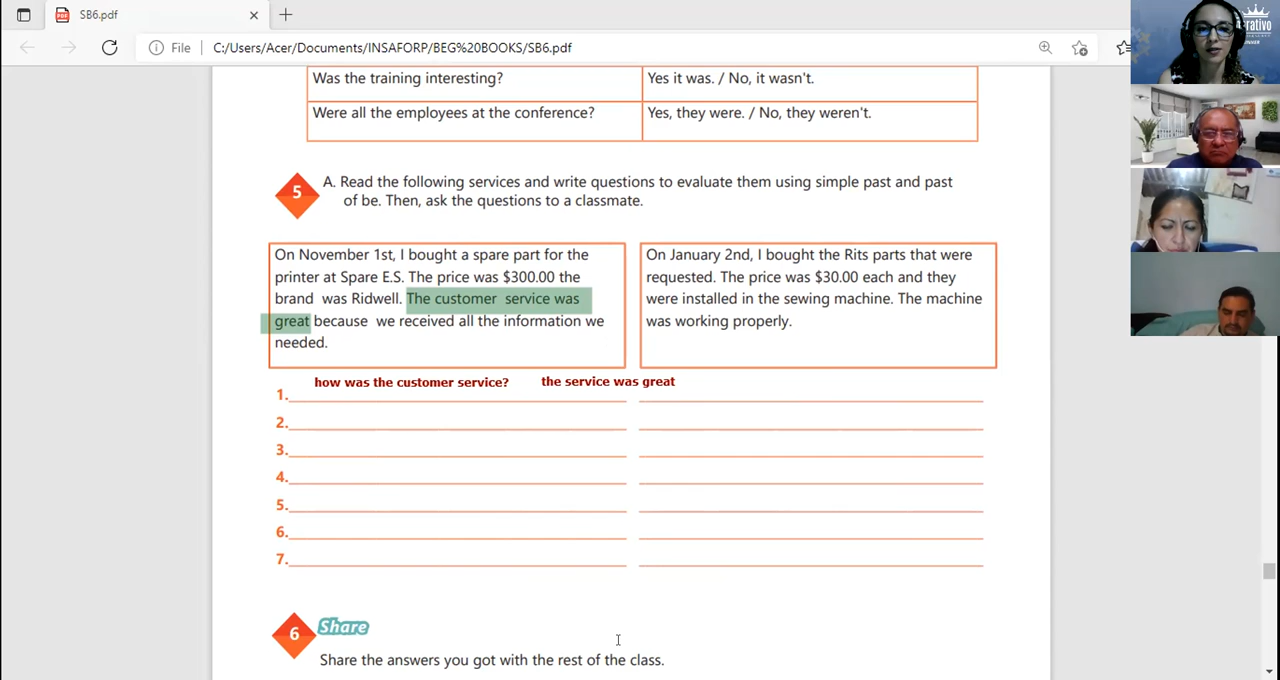 SB6.pdf
File C:/Users/Acer/Documents/INSAFORP/BEG%20BOOKS/SB6.pdf
rativo
Was the training interesting? Yes it was. / No, it wasn't.
Were all the employees at the conference? Yes, they were. / No, they weren't.
5 A. Read the following services and write questions to evaluate them using simple past and past
of be. Then, ask the questions to a classmate.
On November 1st, I bought a spare part for the
printer at Spare E.S. The price was $300.00 the
brand was Ridwell. The customer service was
great because we received all the information we
needed.
On January 2nd, I bought the Rits parts that were
requested. The price was $30.00 each and they
were installed in the sewing machine. The machine
was working properly.
how was the customer service? the service was great
1.
2.
3.
4.
5.
6.
7.
6 Share
Share the answers you got with the rest of the class.